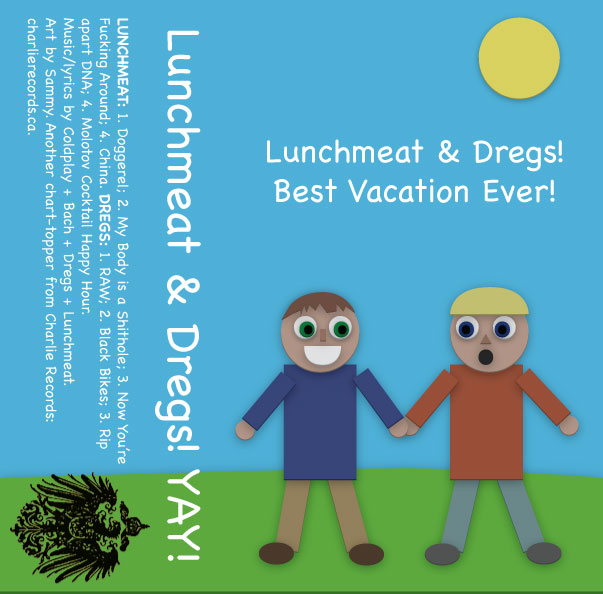 Lunchmeat & Dregs!
Best Vacation Ever!
Lunchmeat & Dregs! YAY!
LUNCHMEAT: 1. Doggerel; 2. My Body is a Shithole; 3. Now You're
Fucking Around; 4. China. DREGS: 1. RAW; 2. Black Bikes; 3. Rip
apart DNA; 4. Molotov Cocktail Happy Hour.
Music/lyrics by Coldplay + Bach + Dregs + Lunchmeat.
Art by Sammy. Another chart-topper from Charlie Records:
charlierecords.ca.